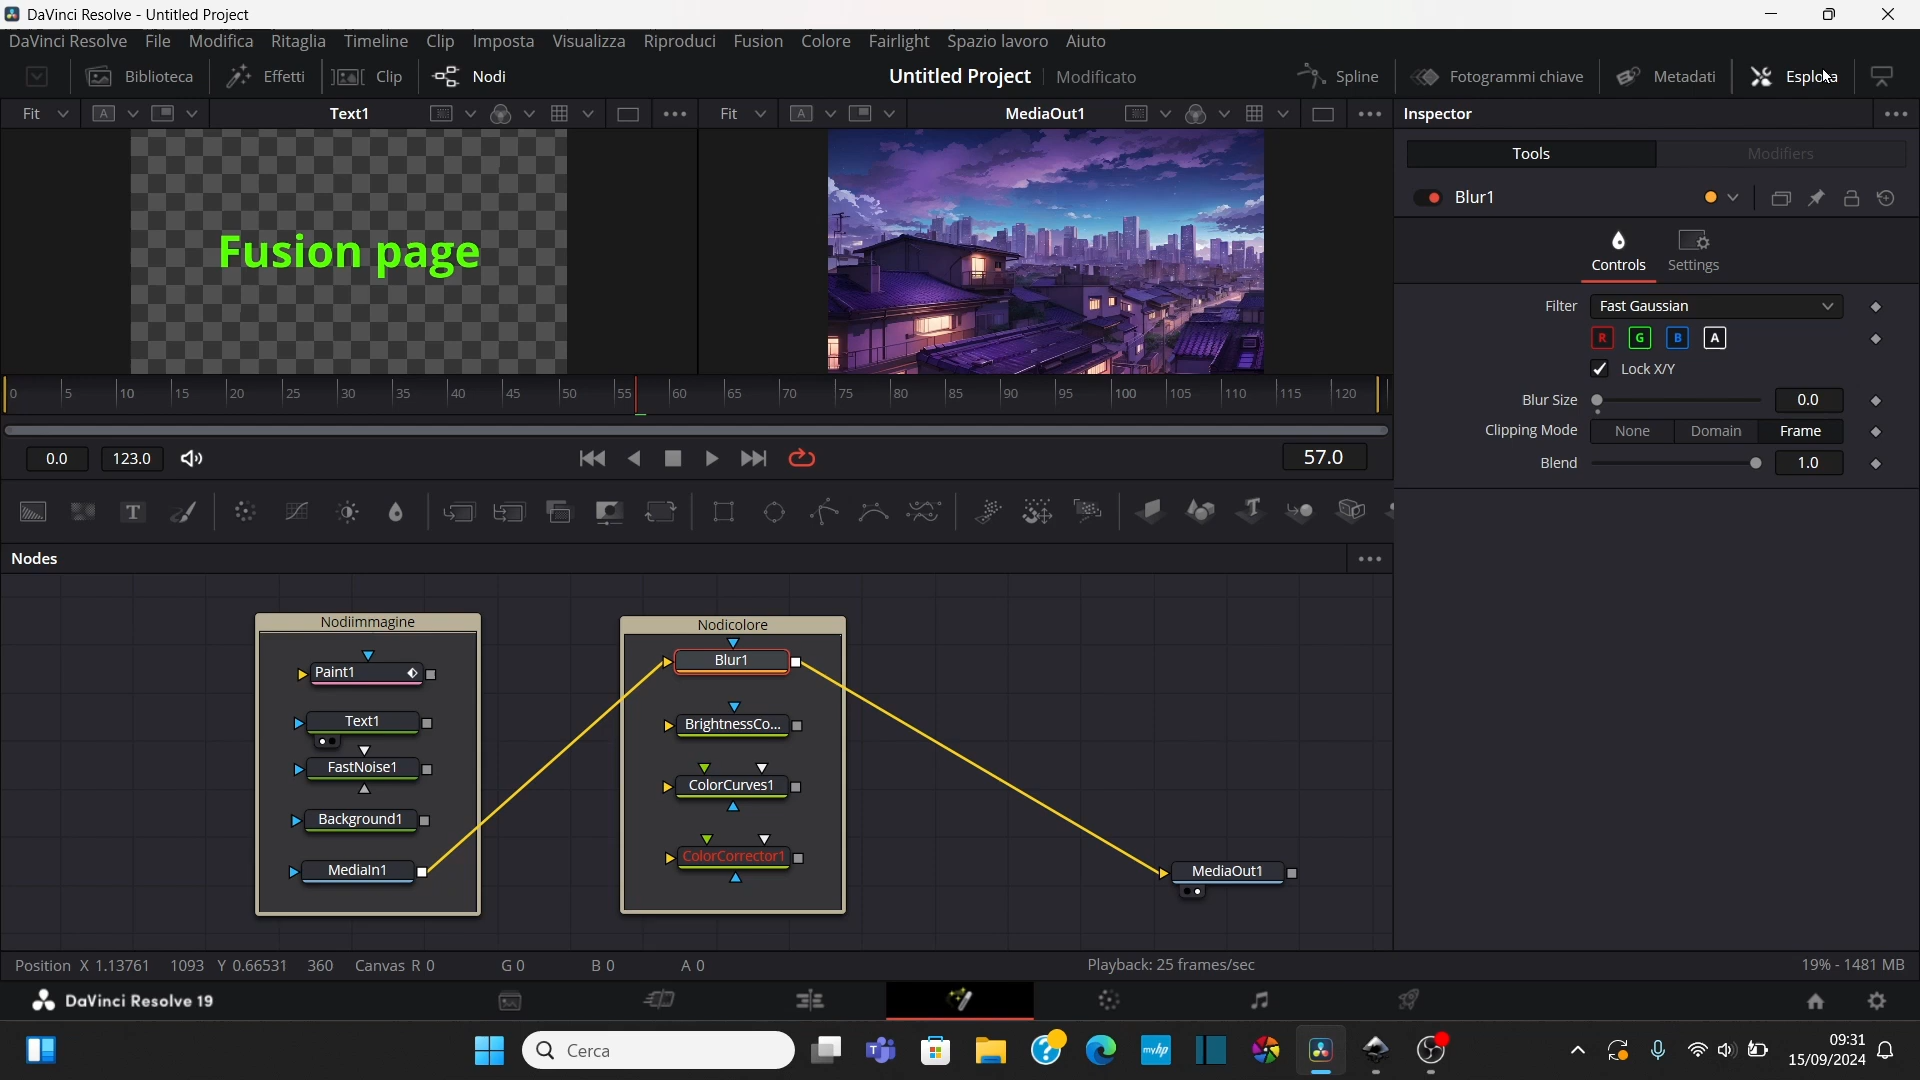 DaVinci Resolve - Untitled Project
DaVinci Resolve File Modifica Ritaglia Timeline Clip Imposta Visualizza Riproduci Fusion Colore Fairlight Spazio lavoro Aiuto
Biblioteca Effetti Clip Nodi Untitled Project Modificato Spline Fotogrammi chiave Metadati Esplora
Fit A Text1 Fit A MediaOut1 Inspector
Tools Modifiers
Blur1
Fusion page
Controls Settings
Filter Fast Gaussian
R G B A
Lock X/Y
0 5 10 15 20 25 30 35 40 45 50 55 60 65 70 75 80 85 90 95 100 105 110 115 120
Blur Size 0.0
Clipping Mode None Domain Frame
0.0 123.0 57.0
Blend 1.0
T
Nodes
Nodiimmagine
Nodicolore
Blur1
Paint1
Text1
BrightnessCo...
FastNoise1
ColorCurves1
Background1
ColorCorrector1
MediaIn1
MediaOut1
Position X 1.13761 1093 Y 0.66531 360 Canvas R 0 G 0 B 0 A 0 Playback: 25 frames/sec 19% - 1481 MB
DaVinci Resolve 19
Cerca
myhp
09:31
15/09/2024